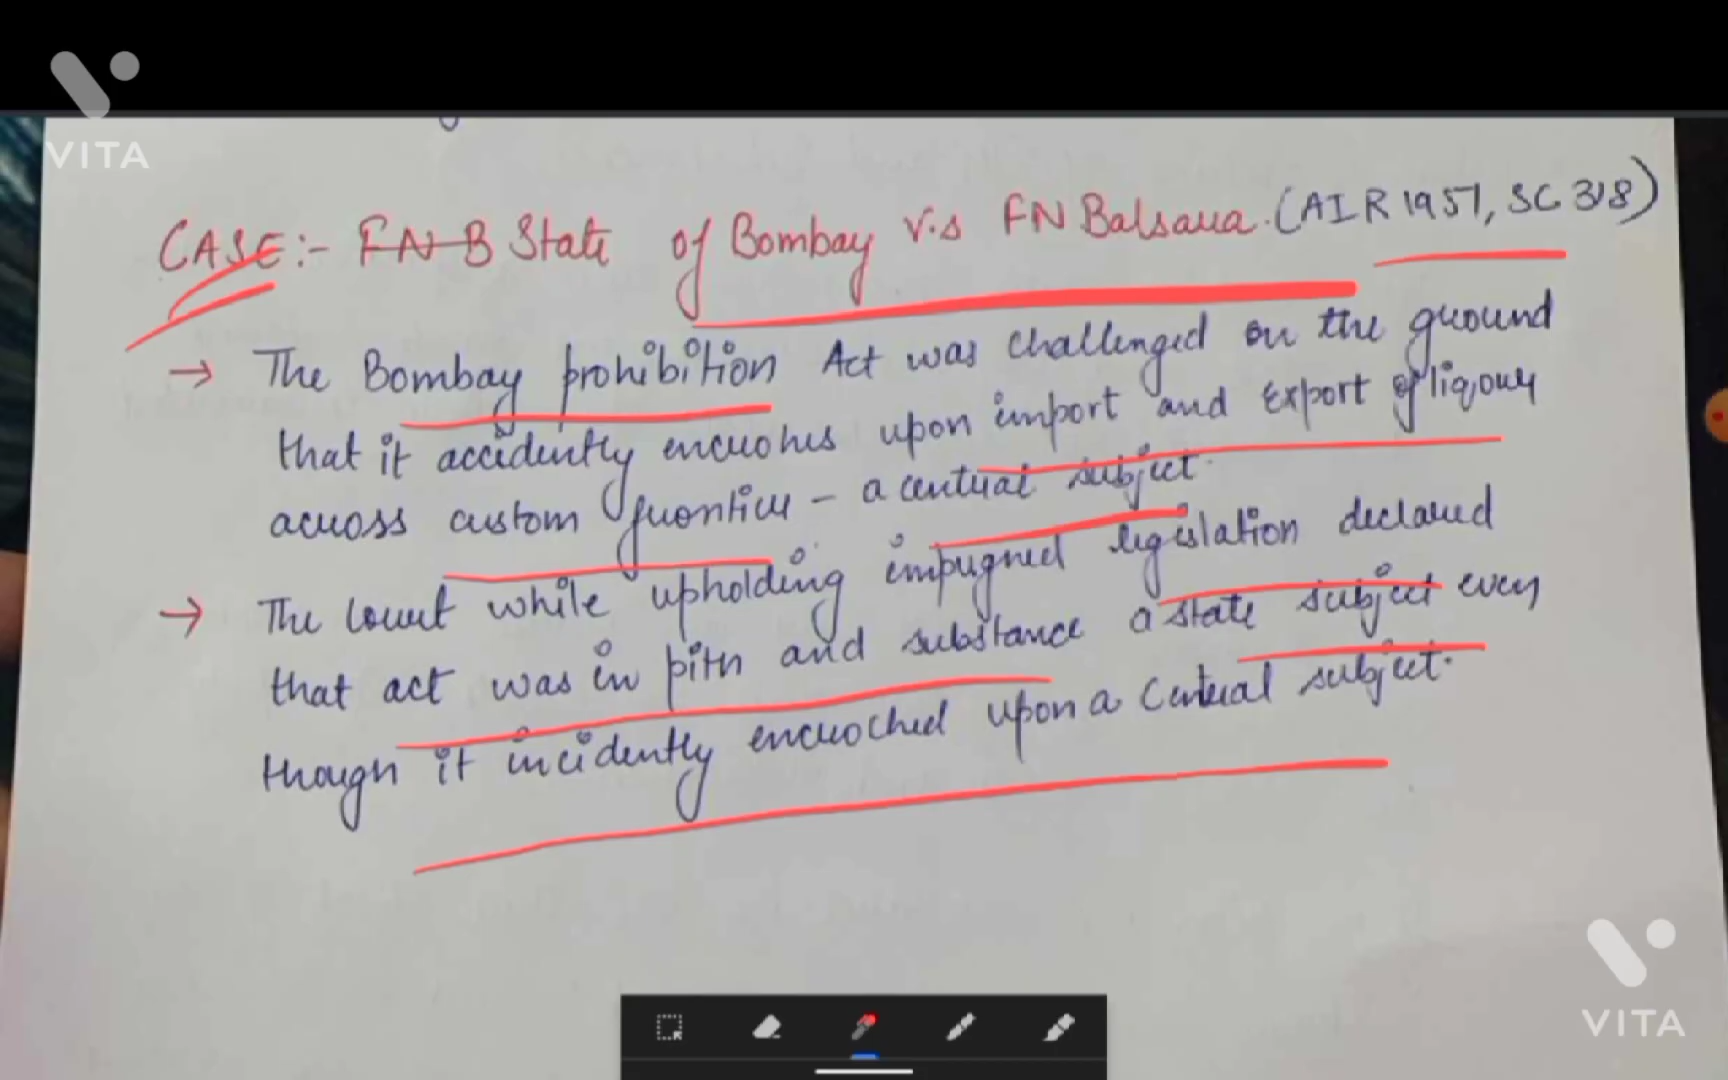 VITA
CASE:- FN B State of Bombay v.s FN Balsara. (AIR 1951, SC 318)
→ The Bombay prohibition Act was challenged on the ground
that it accidently encrohes upon import and Export of liqour
across custom frontier - a central subject.
→ The Court while upholding impugned legislation declared
that act was in pith and substance a state subject even
though it incidently encroched upon a Central subject.
VITA